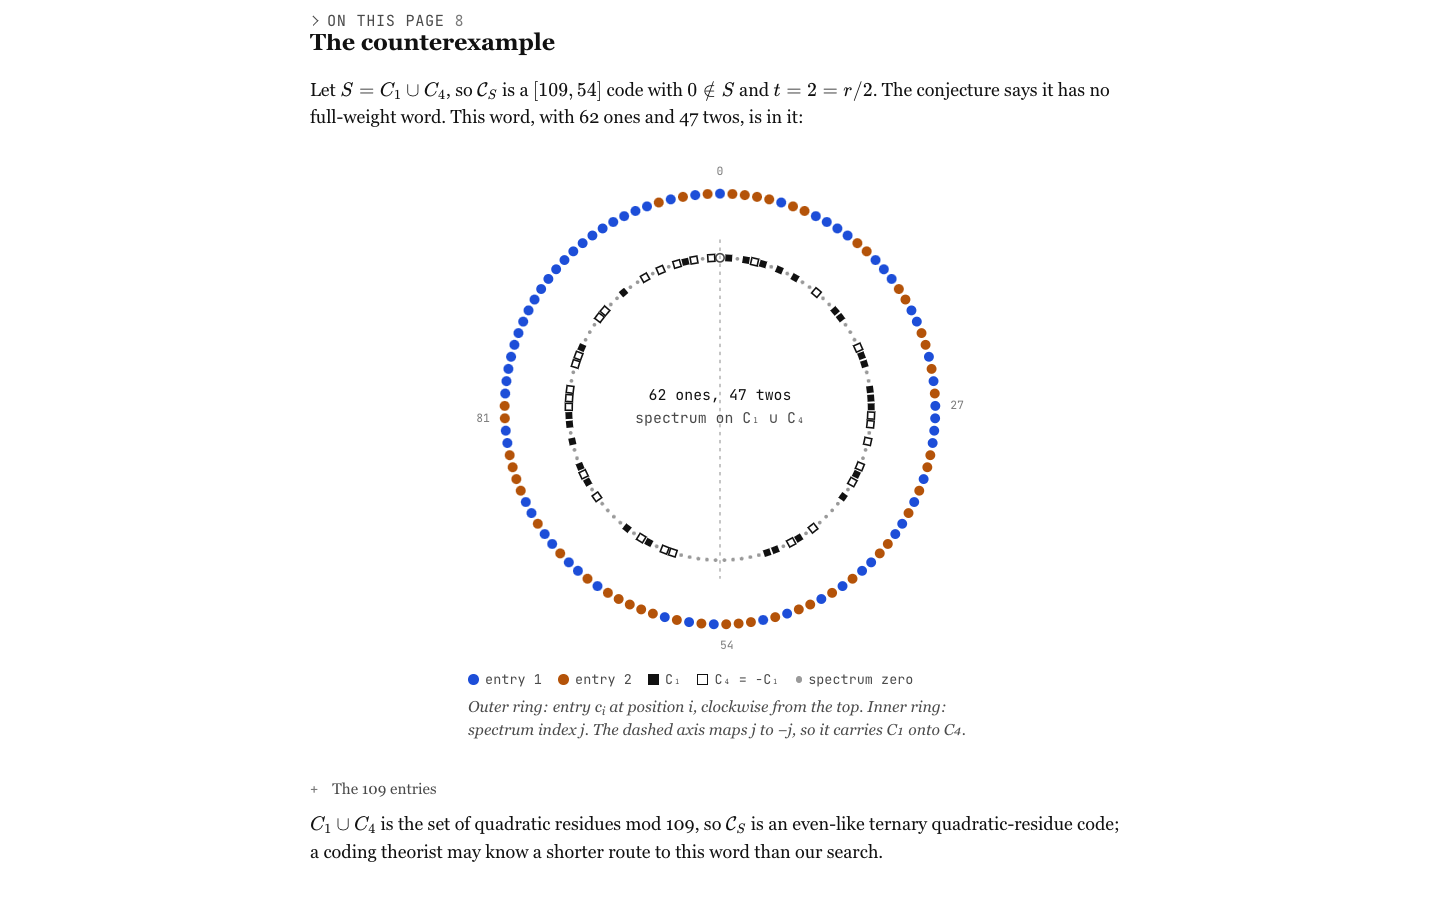 > ON THIS PAGE 8
The counterexample
Let S = C₁ ∪ C₄, so 𝒞_S is a [109, 54] code with 0 ∉ S and t = 2 = r/2. The conjecture says it has no
full-weight word. This word, with 62 ones and 47 twos, is in it:
0
62 ones, 47 twos
27
spectrum on C₁ ∪ C₄
81
54
entry 1 entry 2 C₁ C₄ = -C₁ spectrum zero
Outer ring: entry cᵢ at position i, clockwise from the top. Inner ring:
spectrum index j. The dashed axis maps j to −j, so it carries C1 onto C4.
+ The 109 entries
C₁ ∪ C₄ is the set of quadratic residues mod 109, so 𝒞_S is an even-like ternary quadratic-residue code;
a coding theorist may know a shorter route to this word than our search.